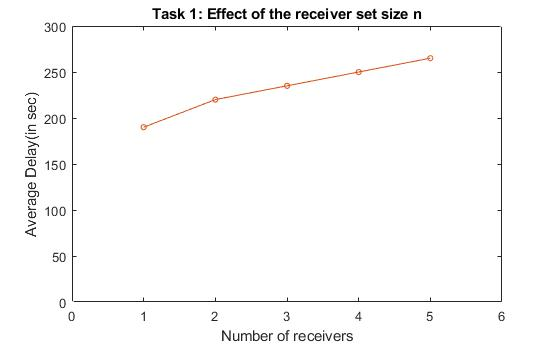 Task 1: Effect of the receiver set size n
300
250
200
150
100
50
0
Average Delay(in sec)
0 1 2 3 4 5 6
Number of receivers